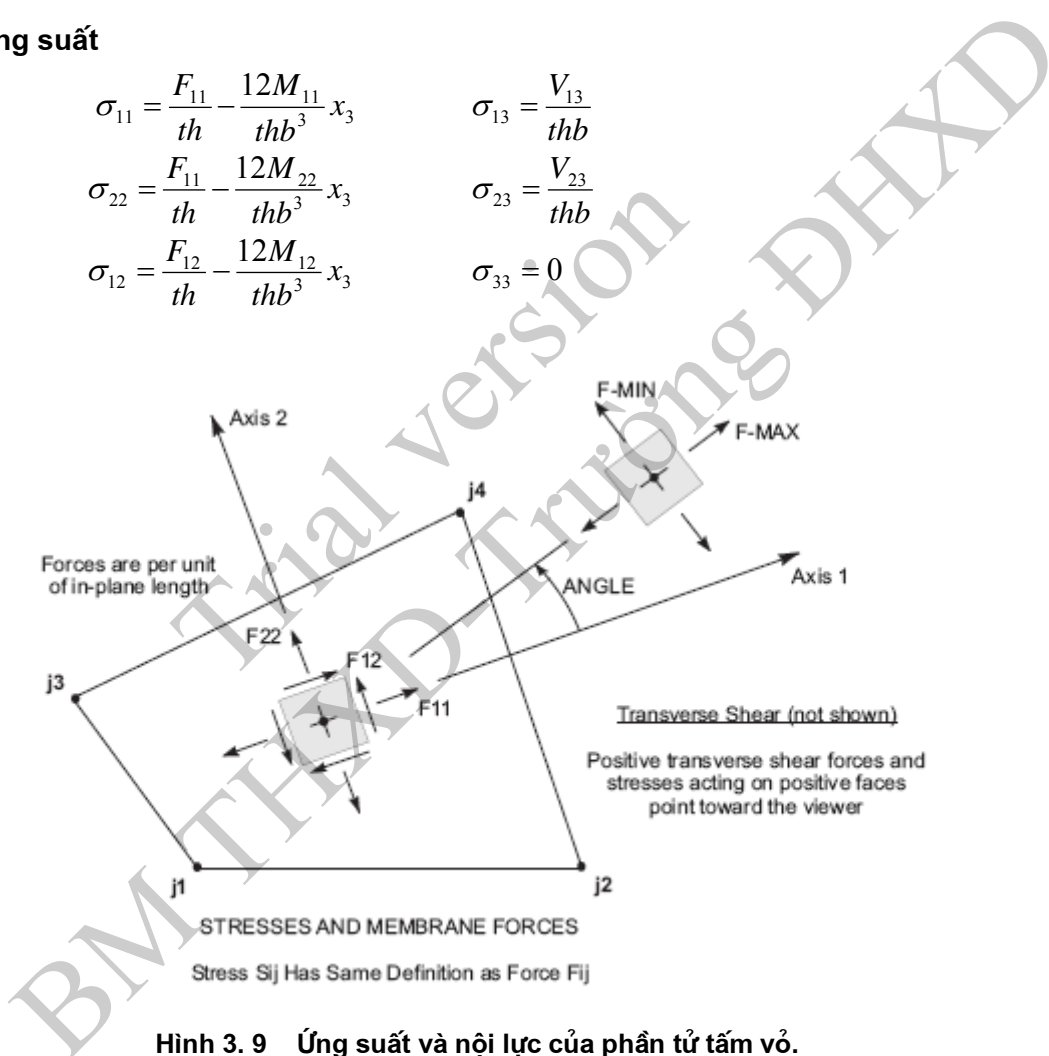 ng suất
σ₁₁ = F₁₁/th − 12M₁₁/thb³ x₃    σ₁₃ = V₁₃/thb
σ₂₂ = F₁₁/th − 12M₂₂/thb³ x₃    σ₂₃ = V₂₃/thb
σ₁₂ = F₁₂/th − 12M₁₂/thb³ x₃    σ₃₃ = 0
F-MIN
Axis 2
F-MAX
j4
Forces are per unit
of in-plane length
ANGLE
Axis 1
F22
F12
j3
F11
Transverse Shear (not shown)
Positive transverse shear forces and
stresses acting on positive faces
point toward the viewer
j1
j2
STRESSES AND MEMBRANE FORCES
Stress Sij Has Same Definition as Force Fij
Hình 3. 9 Ứng suất và nội lực của phần tử tấm vỏ.
Trial version
BM THXD-Trường ĐHXD